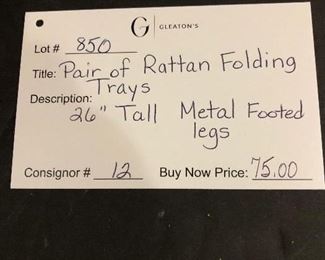 G GLEATON'S
Lot # 850
Title: Pair of Rattan Folding
Trays
Description:
26" Tall Metal Footed
legs
Consignor # 12 Buy Now Price: 75.00